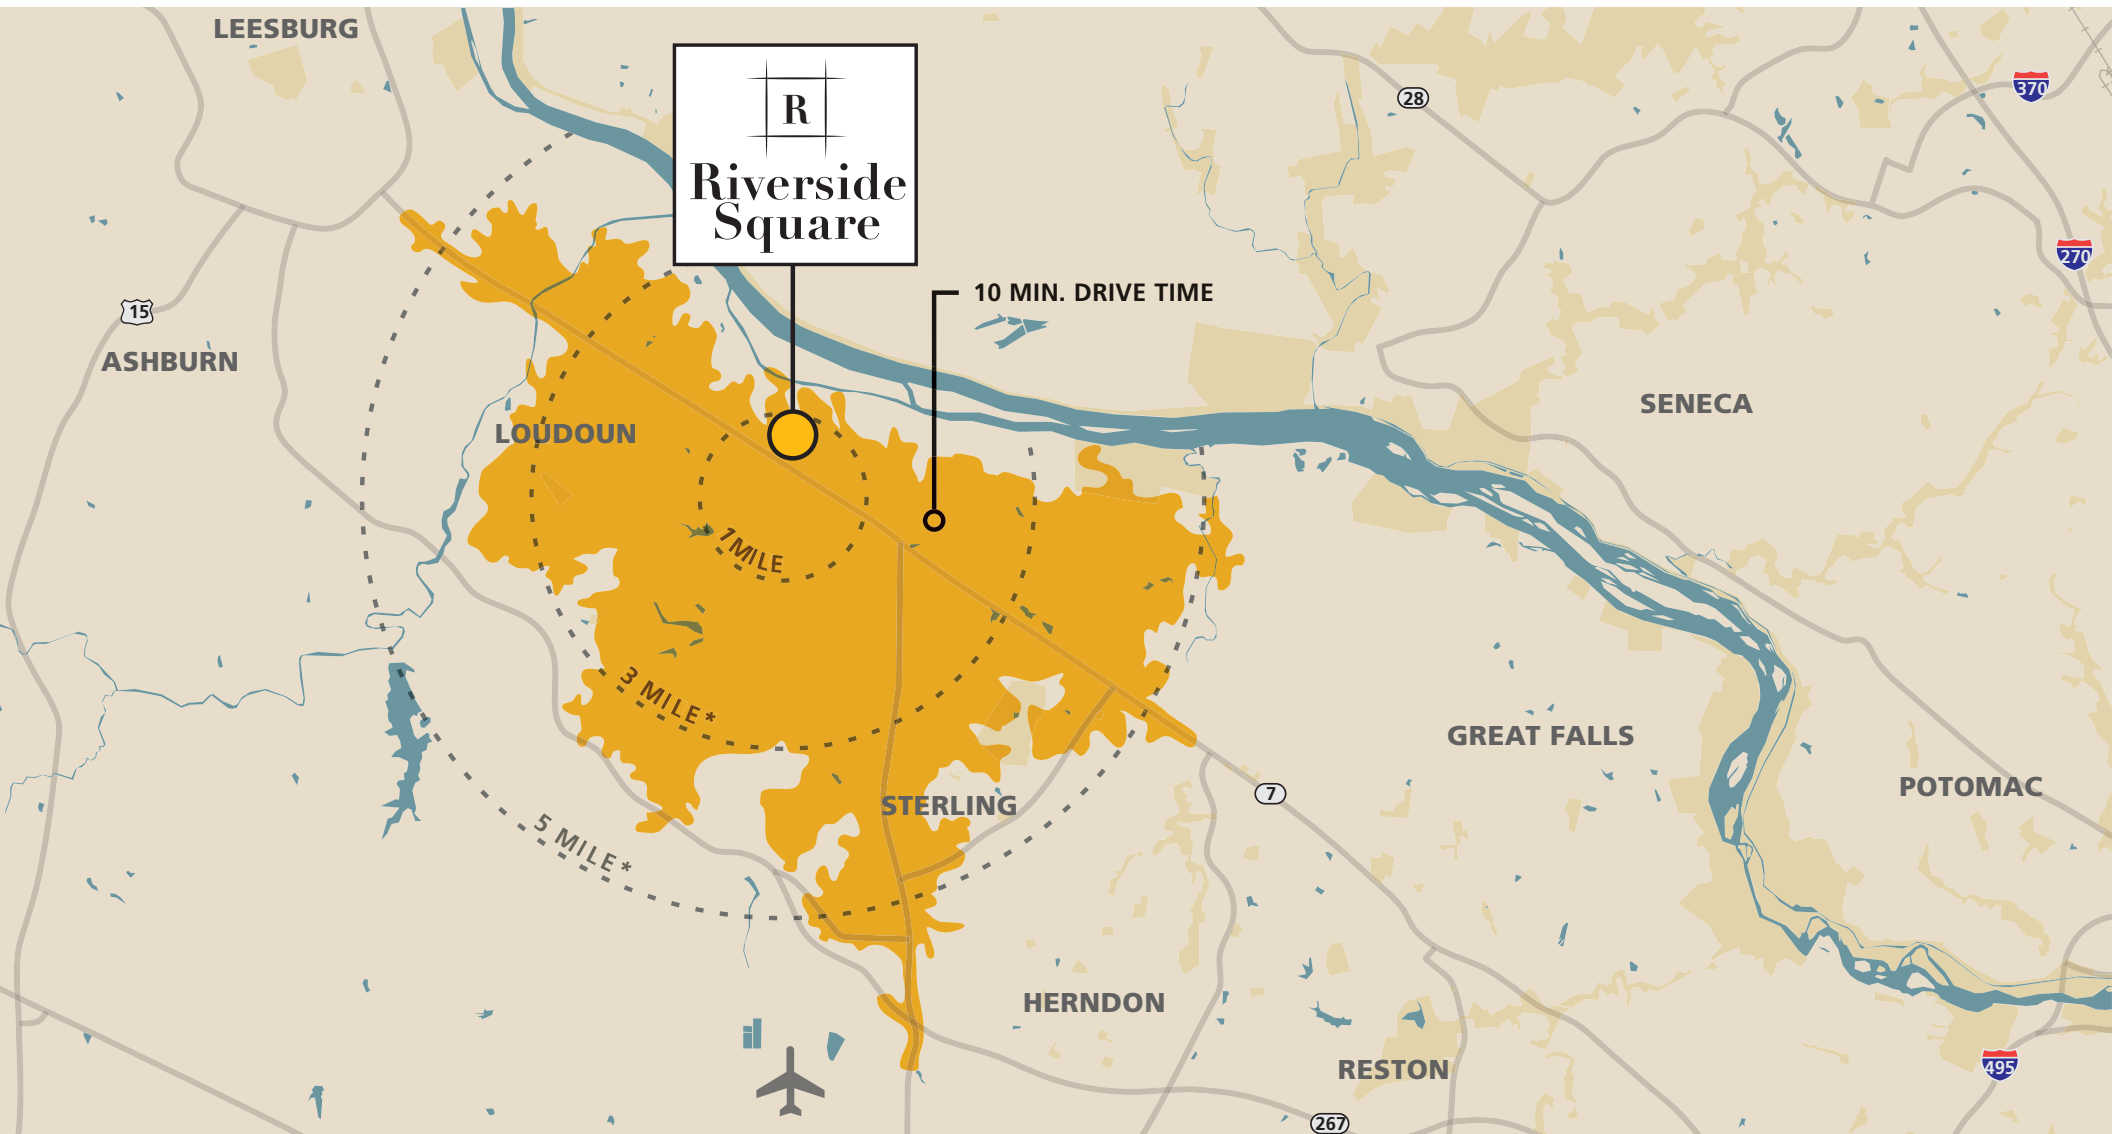 LEESBURG
R
Riverside
Square
28
370
270
10 MIN. DRIVE TIME
15
ASHBURN
SENECA
LOUDOUN
1 MILE
3 MILE*
GREAT FALLS
POTOMAC
7
STERLING
5 MILE*
HERNDON
RESTON
495
267